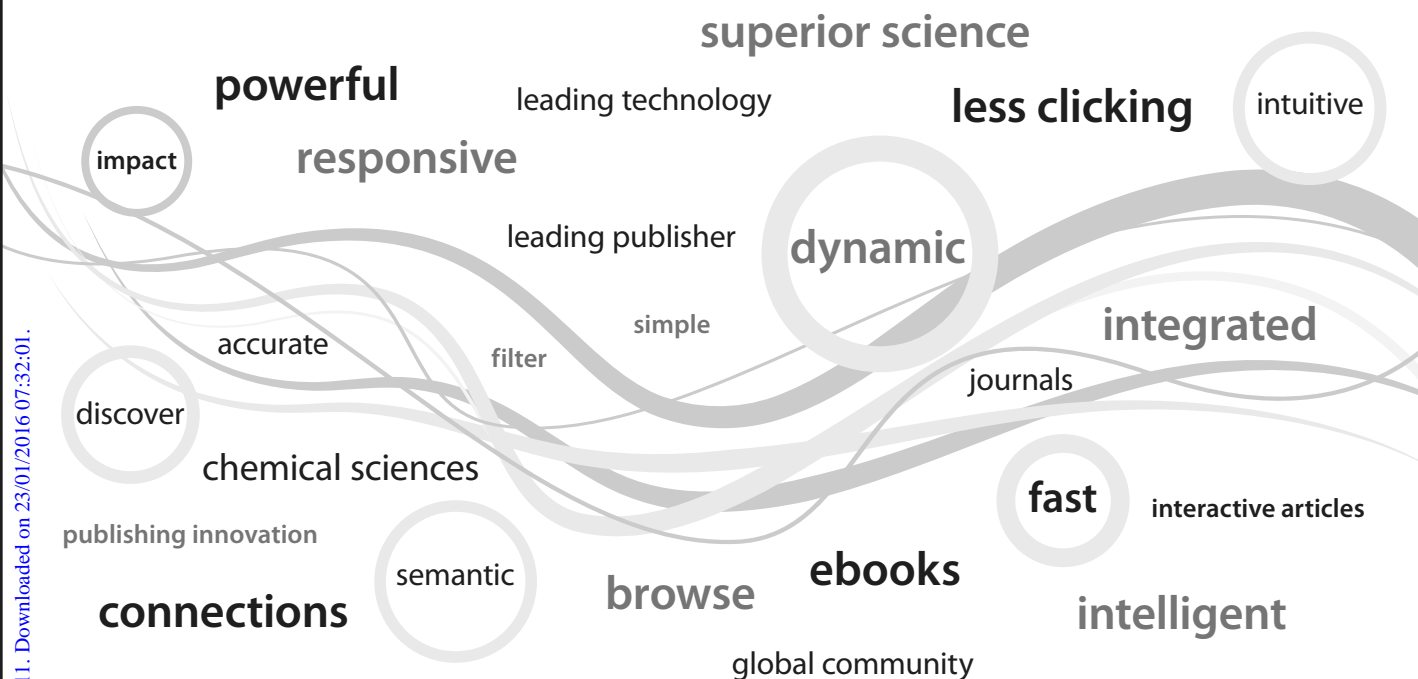 superior science
powerful
leading technology
less clicking
intuitive
impact
responsive
leading publisher
dynamic
simple
integrated
accurate
filter
journals
discover
chemical sciences
fast
interactive articles
publishing innovation
semantic
ebooks
browse
connections
intelligent
global community
11. Downloaded on 23/01/2016 07:32:01.